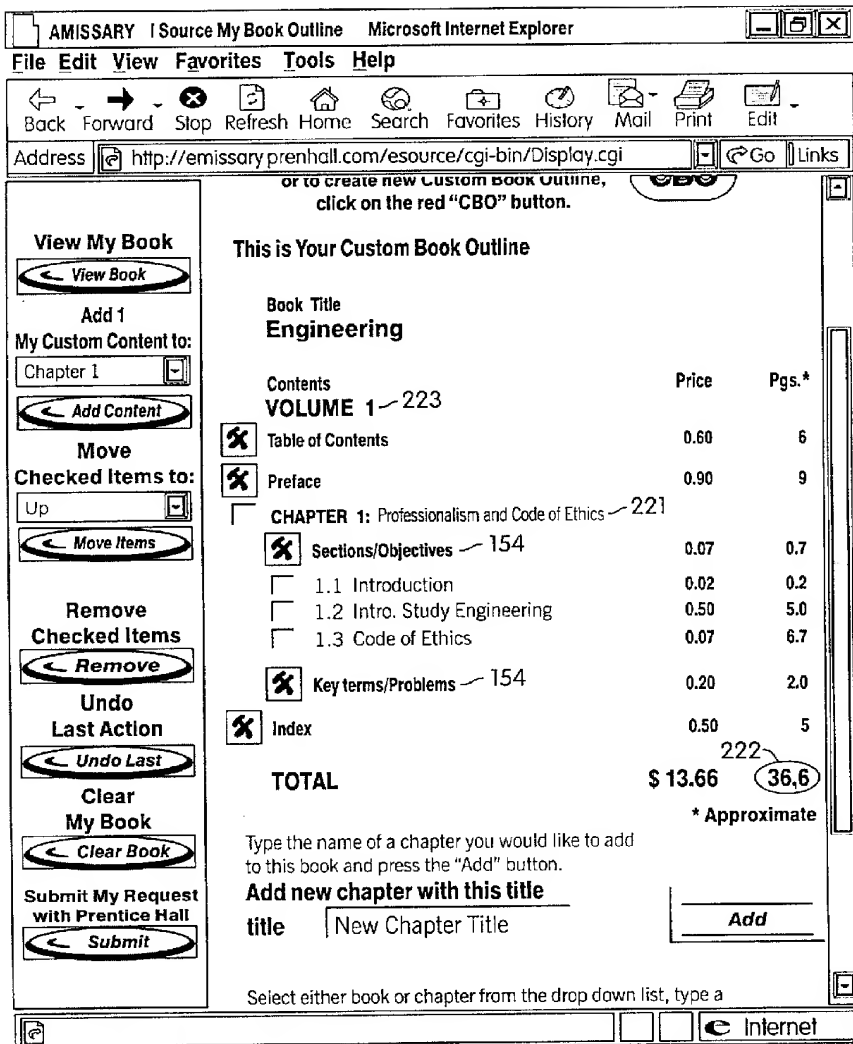 AMISSARY I Source My Book Outline Microsoft Internet Explorer
File Edit View Favorites Tools Help
Back Forward Stop Refresh Home Search Favorites History Mail Print Edit
Address http://emissary.prenhall.com/esource/cgi-bin/Display.cgi Go Links
or to create new Custom Book Outline, CBO
click on the red "CBO" button.
View My Book
View Book
Add 1
My Custom Content to:
Chapter 1
Add Content
Move
Checked Items to:
Up
Move Items
Remove
Checked Items
Remove
Undo
Last Action
Undo Last
Clear
My Book
Clear Book
Submit My Request
with Prentice Hall
Submit
This is Your Custom Book Outline
Book Title
Engineering
Contents Price Pgs.*
VOLUME 1 223
Table of Contents 0.60 6
Preface 0.90 9
CHAPTER 1: Professionalism and Code of Ethics 221
Sections/Objectives 154 0.07 0.7
1.1 Introduction 0.02 0.2
1.2 Intro. Study Engineering 0.50 5.0
1.3 Code of Ethics 0.07 6.7
Key terms/Problems 154 0.20 2.0
Index 0.50 5
222
TOTAL $ 13.66 36,6
* Approximate
Type the name of a chapter you would like to add
to this book and press the "Add" button.
Add new chapter with this title
title New Chapter Title Add
Select either book or chapter from the drop down list, type a
Internet